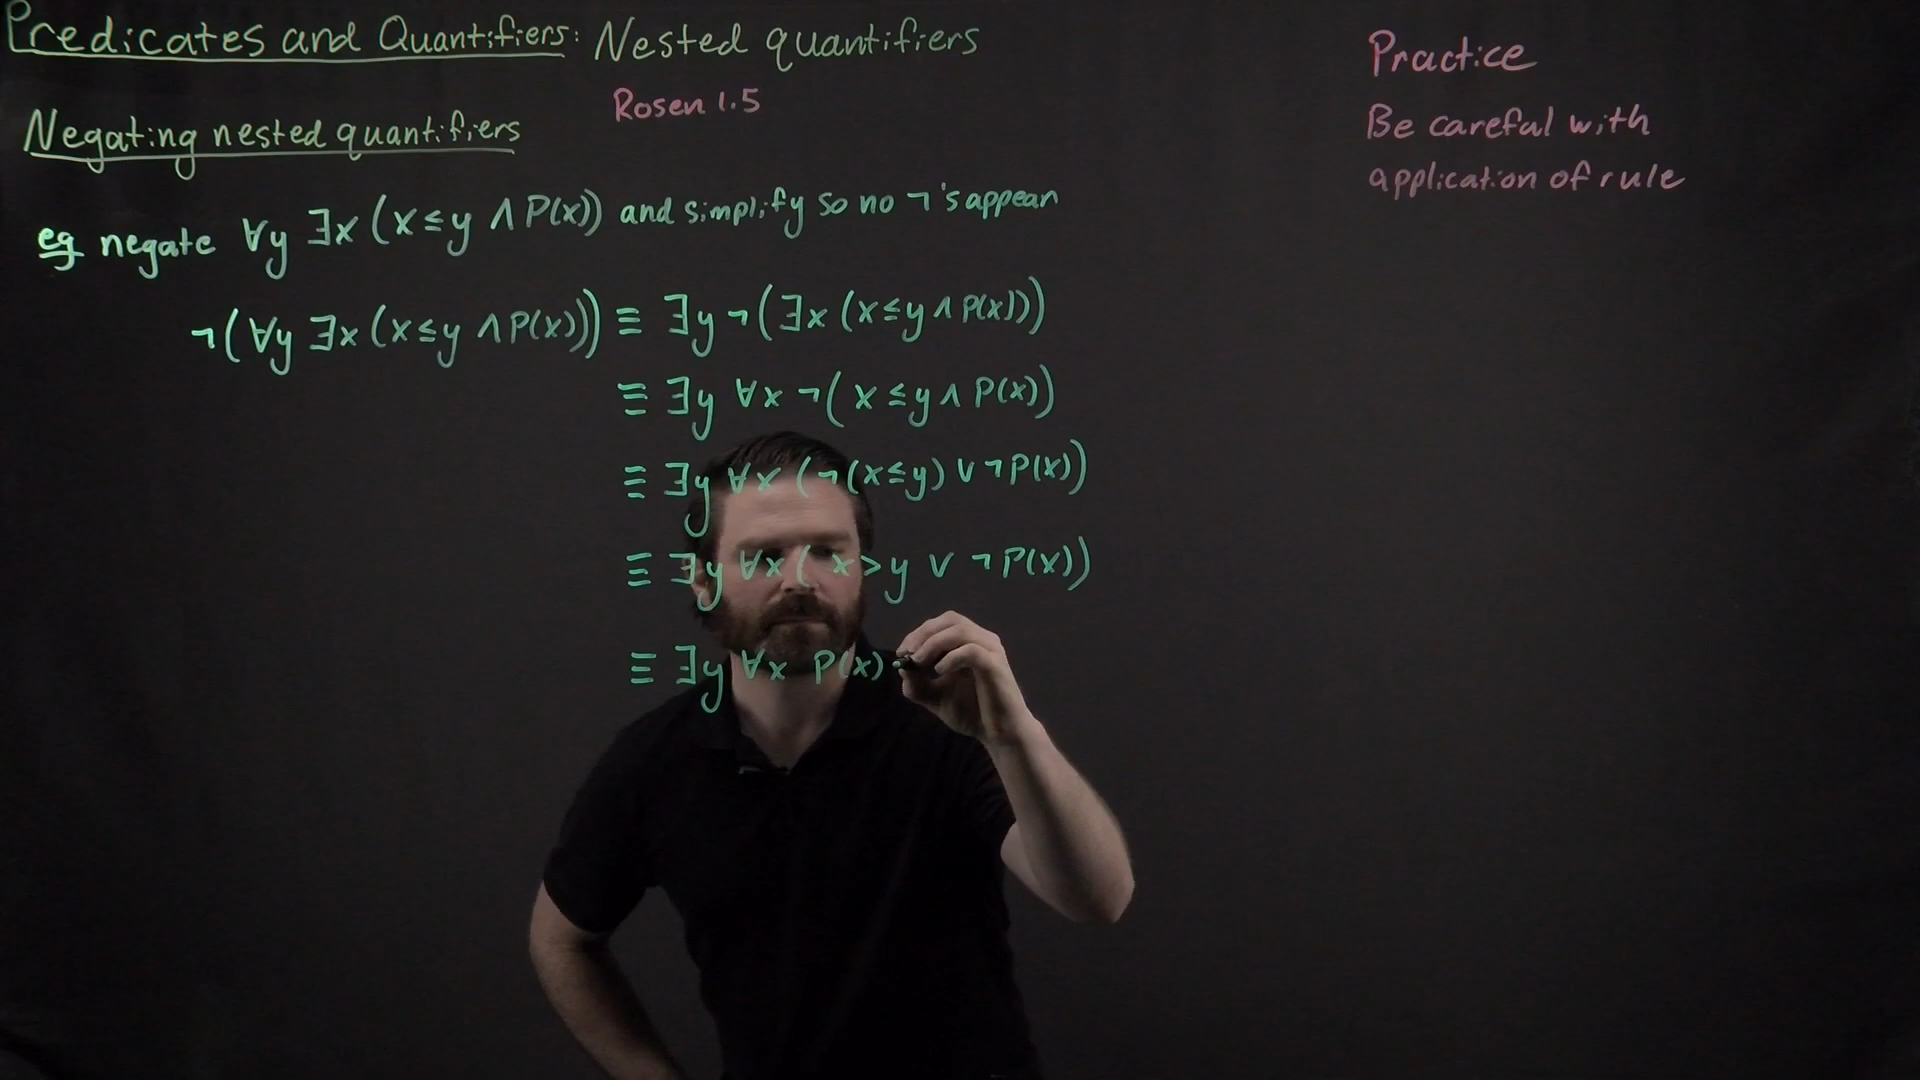 Predicates and Quantifiers: Nested quantifiers
Rosen 1.5
Negating nested quantifiers
eg negate ∀y ∃x (x ≤ y ∧ P(x)) and simplify so no ¬'s appear
¬(∀y ∃x (x ≤ y ∧ P(x))) ≡ ∃y ¬(∃x (x ≤ y ∧ P(x)))
≡ ∃y ∀x ¬(x ≤ y ∧ P(x))
≡ ∃y ∀x (¬(x ≤ y) ∨ ¬P(x))
≡ ∃y ∀x (x > y ∨ ¬P(x))
≡ ∃y ∀x P(x)
Practice
Be careful with
application of rule